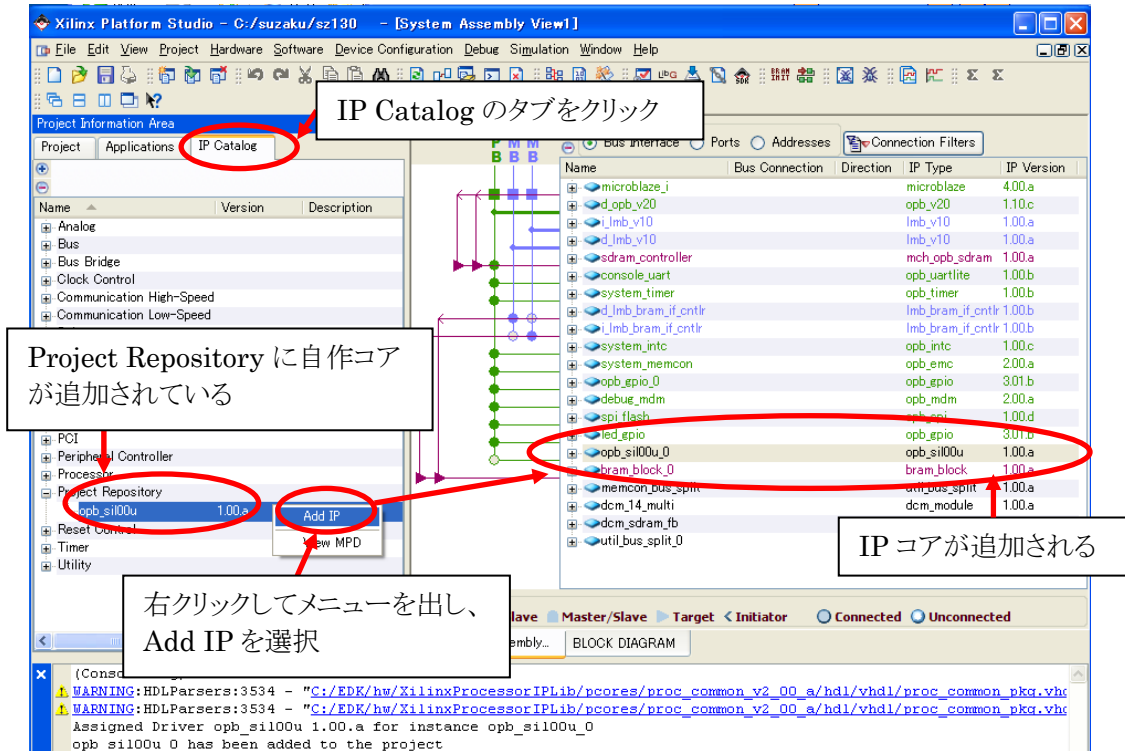 Xilinx Platform Studio - C:/suzaku/sz130 - [System Assembly View1]
File Edit View Project Hardware Software Device Configuration Debug Simulation Window Help
IP Catalog のタブをクリック
Project Information Area
Project Applications IP Catalog
Name Version Description
Analog
Bus
Bus Bridge
Clock Control
Communication High-Speed
Communication Low-Speed
Project Repository に自作コア
が追加されている
PCI
Peripheral Controller
Processor
Project Repository
opb_sil00u 1.00.a
Add IP
View MPD
Reset Control
Timer
Utility
右クリックしてメニューを出し、
Add IP を選択
P M M
B B B
Bus Interface Ports Addresses Connection Filters
Name Bus Connection Direction IP Type IP Version
microblaze_i microblaze 4.00.a
d_opb_v20 opb_v20 1.10.c
i_lmb_v10 lmb_v10 1.00.a
d_lmb_v10 lmb_v10 1.00.a
sdram_controller mch_opb_sdram 1.00.a
console_uart opb_uartlite 1.00.b
system_timer opb_timer 1.00.b
d_lmb_bram_if_cntlr lmb_bram_if_cntlr 1.00.b
i_lmb_bram_if_cntlr lmb_bram_if_cntlr 1.00.b
system_intc opb_intc 1.00.c
system_memcon opb_emc 2.00.a
opb_gpio_0 opb_gpio 3.01.b
debug_mdm opb_mdm 2.00.a
spi_flash opb_spi 1.00.d
led_gpio opb_gpio 3.01.b
opb_sil00u_0 opb_sil00u 1.00.a
bram_block_0 bram_block 1.00.a
memcon_bus_split util_bus_split 1.00.a
dcm_14_multi dcm_module 1.00.a
dcm_sdram_fb
util_bus_split_0
IP コアが追加される
lave Master/Slave Target Initiator Connected Unconnected
embly... BLOCK DIAGRAM
WARNING:HDLParsers:3534 - "C:/EDK/hw/XilinxProcessorIPLib/pcores/proc_common_v2_00_a/hdl/vhdl/proc_common_pkg.vhd
WARNING:HDLParsers:3534 - "C:/EDK/hw/XilinxProcessorIPLib/pcores/proc_common_v2_00_a/hdl/vhdl/proc_common_pkg.vhd
Assigned Driver opb_sil00u 1.00.a for instance opb_sil00u_0
opb_sil00u_0 has been added to the project